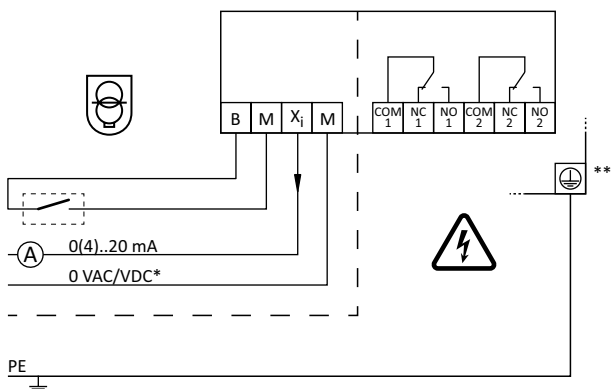 B M Xi M
COM 1 NC 1 NO 1 COM 2 NC 2 NO 2
**
A 0(4)..20 mA
0 VAC/VDC*
PE